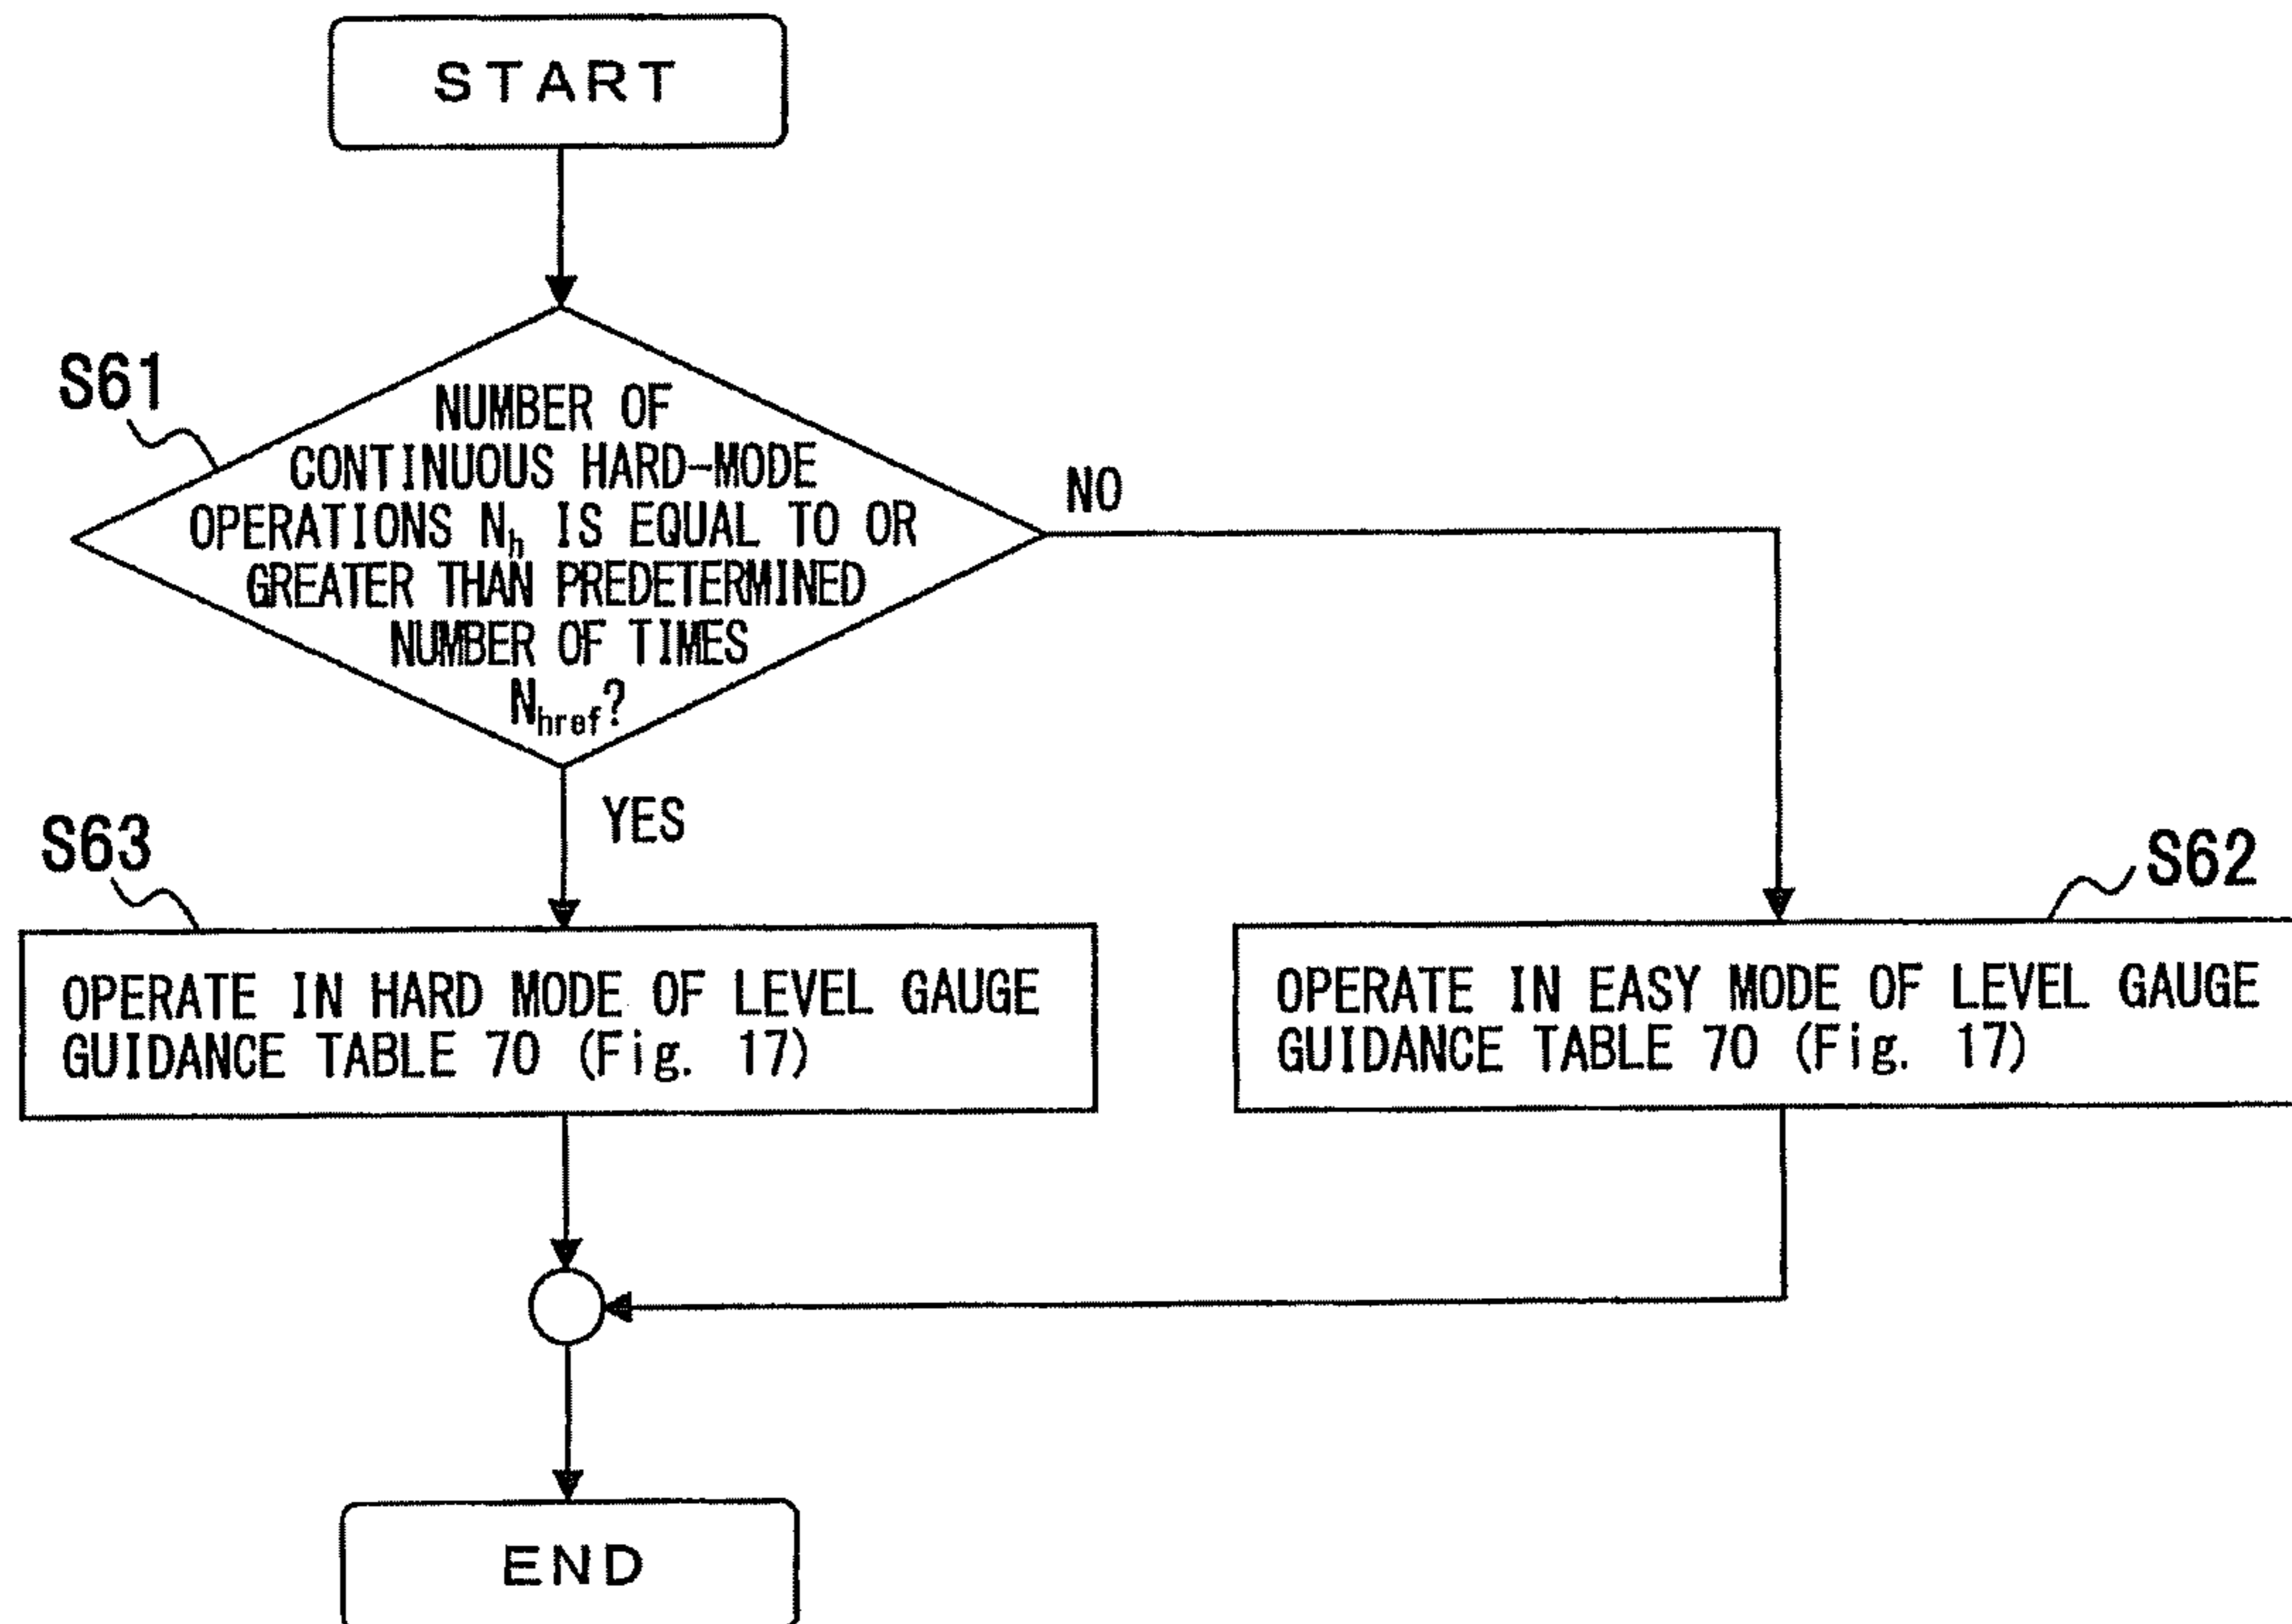 START
S61
NUMBER OF
CONTINUOUS HARD-MODE
OPERATIONS Nh IS EQUAL TO OR
GREATER THAN PREDETERMINED
NUMBER OF TIMES
Nhref?
NO
YES
S63
OPERATE IN HARD MODE OF LEVEL GAUGE
GUIDANCE TABLE 70 (Fig. 17)
S62
OPERATE IN EASY MODE OF LEVEL GAUGE
GUIDANCE TABLE 70 (Fig. 17)
END